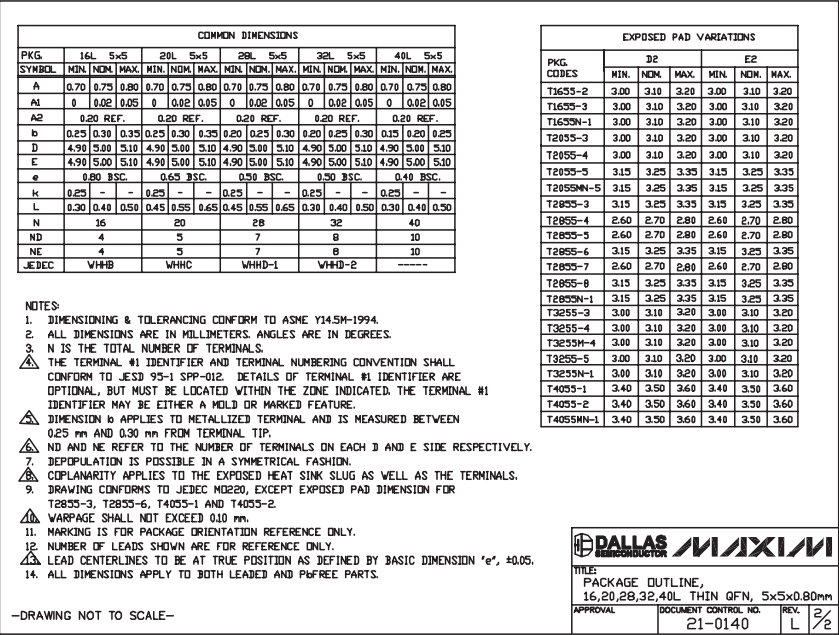 COMMON DIMENSIONS
PKG. 16L 5x5 20L 5x5 28L 5x5 32L 5x5 40L 5x5
SYMBOL MIN. NOM. MAX. MIN. NOM. MAX. MIN. NOM. MAX. MIN. NOM. MAX. MIN. NOM. MAX.
A 0.70 0.75 0.80 0.70 0.75 0.80 0.70 0.75 0.80 0.70 0.75 0.80 0.70 0.75 0.80
A1 0 0.02 0.05 0 0.02 0.05 0 0.02 0.05 0 0.02 0.05 0 0.02 0.05
A2 0.20 REF. 0.20 REF. 0.20 REF. 0.20 REF. 0.20 REF.
b 0.25 0.30 0.35 0.25 0.30 0.35 0.20 0.25 0.30 0.20 0.25 0.30 0.15 0.20 0.25
D 4.90 5.00 5.10 4.90 5.00 5.10 4.90 5.00 5.10 4.90 5.00 5.10 4.90 5.00 5.10
E 4.90 5.00 5.10 4.90 5.00 5.10 4.90 5.00 5.10 4.90 5.00 5.10 4.90 5.00 5.10
e 0.80 BSC. 0.65 BSC. 0.50 BSC. 0.50 BSC. 0.40 BSC.
k 0.25 - - 0.25 - - 0.25 - - 0.25 - - 0.25 - -
L 0.30 0.40 0.50 0.45 0.55 0.65 0.45 0.55 0.65 0.30 0.40 0.50 0.30 0.40 0.50
N 16 20 28 32 40
ND 4 5 7 8 10
NE 4 5 7 8 10
JEDEC WHHB WHHC WHHD-1 WHHD-2 -----
EXPOSED PAD VARIATIONS
PKG. CODES D2 E2
MIN. NOM. MAX. MIN. NOM. MAX.
T1655-2 3.00 3.10 3.20 3.00 3.10 3.20
T1655-3 3.00 3.10 3.20 3.00 3.10 3.20
T1655N-1 3.00 3.10 3.20 3.00 3.10 3.20
T2055-3 3.00 3.10 3.20 3.00 3.10 3.20
T2055-4 3.00 3.10 3.20 3.00 3.10 3.20
T2055-5 3.15 3.25 3.35 3.15 3.25 3.35
T2055MN-5 3.15 3.25 3.35 3.15 3.25 3.35
T2855-3 3.15 3.25 3.35 3.15 3.25 3.35
T2855-4 2.60 2.70 2.80 2.60 2.70 2.80
T2855-5 2.60 2.70 2.80 2.60 2.70 2.80
T2855-6 3.15 3.25 3.35 3.15 3.25 3.35
T2855-7 2.60 2.70 2.80 2.60 2.70 2.80
T2855-8 3.15 3.25 3.35 3.15 3.25 3.35
T2855N-1 3.15 3.25 3.35 3.15 3.25 3.35
T3255-3 3.00 3.10 3.20 3.00 3.10 3.20
T3255-4 3.00 3.10 3.20 3.00 3.10 3.20
T3255M-4 3.00 3.10 3.20 3.00 3.10 3.20
T3255-5 3.00 3.10 3.20 3.00 3.10 3.20
T3255N-1 3.00 3.10 3.20 3.00 3.10 3.20
T4055-1 3.40 3.50 3.60 3.40 3.50 3.60
T4055-2 3.40 3.50 3.60 3.40 3.50 3.60
T4055MN-1 3.40 3.50 3.60 3.40 3.50 3.60
NOTES:
1. DIMENSIONING & TOLERANCING CONFORM TO ASME Y14.5M-1994.
2. ALL DIMENSIONS ARE IN MILLIMETERS. ANGLES ARE IN DEGREES.
3. N IS THE TOTAL NUMBER OF TERMINALS.
4. THE TERMINAL #1 IDENTIFIER AND TERMINAL NUMBERING CONVENTION SHALL
CONFORM TO JESD 95-1 SPP-012. DETAILS OF TERMINAL #1 IDENTIFIER ARE
OPTIONAL, BUT MUST BE LOCATED WITHIN THE ZONE INDICATED. THE TERMINAL #1
IDENTIFIER MAY BE EITHER A MOLD OR MARKED FEATURE.
5. DIMENSION b APPLIES TO METALLIZED TERMINAL AND IS MEASURED BETWEEN
0.25 mm AND 0.30 mm FROM TERMINAL TIP.
6. ND AND NE REFER TO THE NUMBER OF TERMINALS ON EACH D AND E SIDE RESPECTIVELY.
7. DEPOPULATION IS POSSIBLE IN A SYMMETRICAL FASHION.
8. COPLANARITY APPLIES TO THE EXPOSED HEAT SINK SLUG AS WELL AS THE TERMINALS.
9. DRAWING CONFORMS TO JEDEC MO220, EXCEPT EXPOSED PAD DIMENSION FOR
T2855-3, T2855-6, T4055-1 AND T4055-2.
10. WARPAGE SHALL NOT EXCEED 0.10 mm.
11. MARKING IS FOR PACKAGE ORIENTATION REFERENCE ONLY.
12. NUMBER OF LEADS SHOWN ARE FOR REFERENCE ONLY.
13. LEAD CENTERLINES TO BE AT TRUE POSITION AS DEFINED BY BASIC DIMENSION "e", ±0.05.
14. ALL DIMENSIONS APPLY TO BOTH LEADED AND PbFREE PARTS.
-DRAWING NOT TO SCALE-
DALLAS SEMICONDUCTOR MAXIM
TITLE:
PACKAGE OUTLINE,
16,20,28,32,40L THIN QFN, 5x5x0.80mm
APPROVAL DOCUMENT CONTROL NO. REV.
21-0140 L 2/2